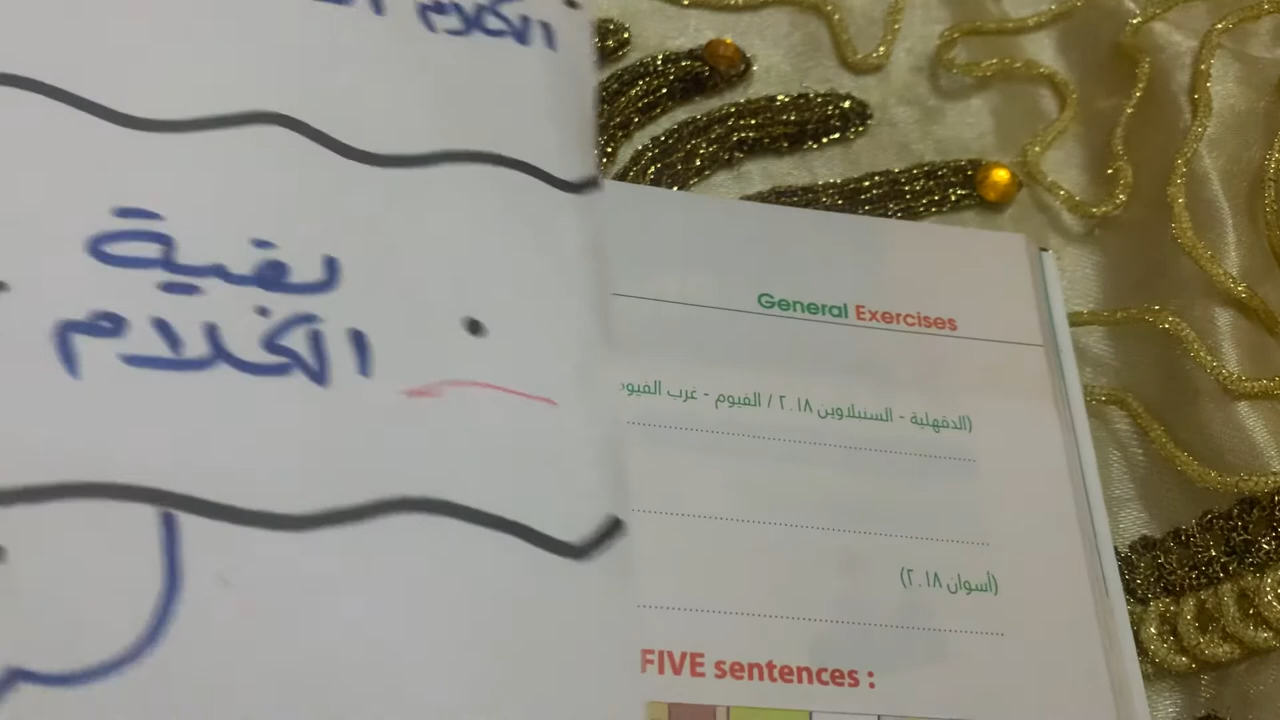 الكلام
بقية
الكلام
General Exercises
(الدقهلية - السنبلاوين ٢٠١٨ / الفيوم - غرب الفيوم
(أسوان ٢٠١٨)
FIVE sentences :